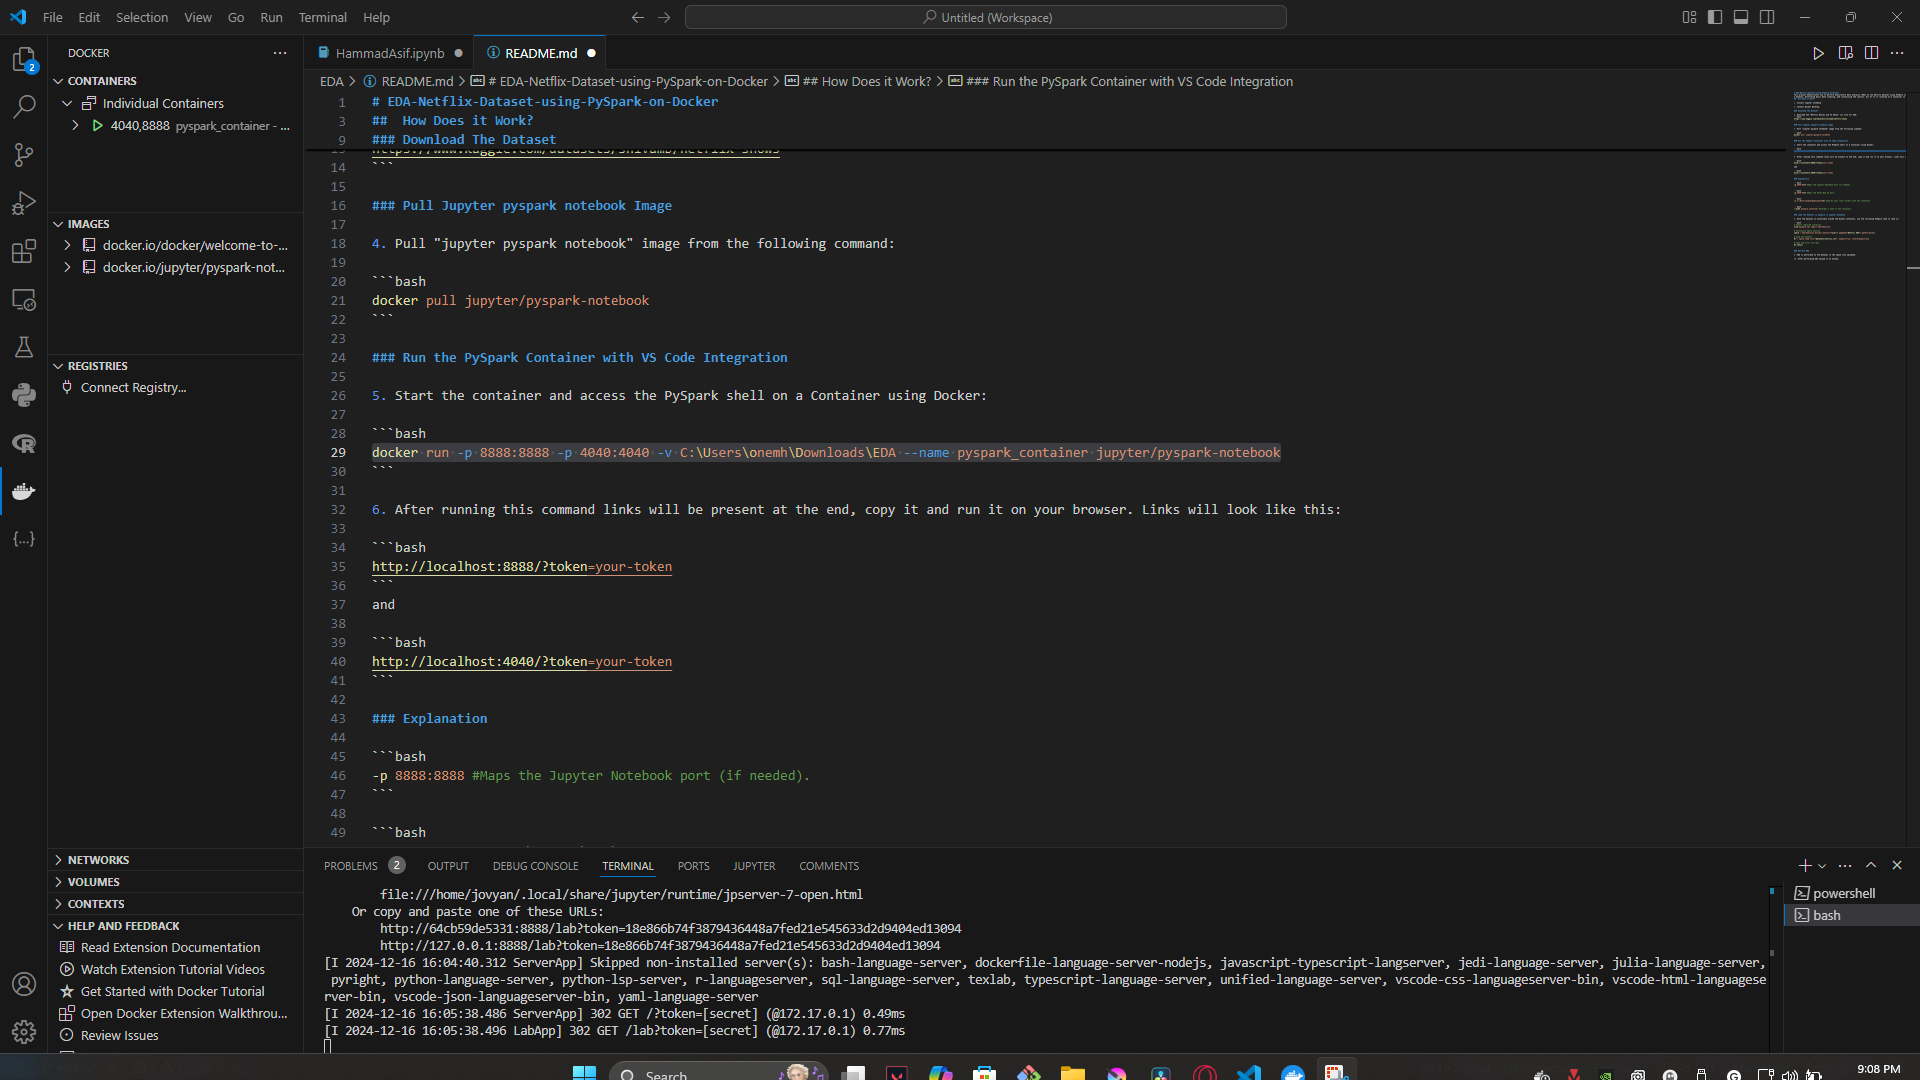 File Edit Selection View Go Run Terminal Help
Untitled (Workspace)
DOCKER
HammadAsif.ipynb
README.md
2
EDA > README.md > # EDA-Netflix-Dataset-using-PySpark-on-Docker > ## How Does it Work? > ### Run the PySpark Container with VS Code Integration
CONTAINERS
Individual Containers
4040,8888 pyspark_container - ...
IMAGES
docker.io/docker/welcome-to-...
docker.io/jupyter/pyspark-not...
REGISTRIES
Connect Registry...
NETWORKS
VOLUMES
CONTEXTS
HELP AND FEEDBACK
Read Extension Documentation
Watch Extension Tutorial Videos
Get Started with Docker Tutorial
Open Docker Extension Walkthrou...
Review Issues
1 # EDA-Netflix-Dataset-using-PySpark-on-Docker
3 ##  How Does it Work?
9 ### Download The Dataset
13 https://www.kaggle.com/datasets/shivamb/netflix-shows
14 ```
15
16 ### Pull Jupyter pyspark notebook Image
17
18 4. Pull "jupyter pyspark notebook" image from the following command:
19
20 ```bash
21 docker pull jupyter/pyspark-notebook
22 ```
23
24 ### Run the PySpark Container with VS Code Integration
25
26 5. Start the container and access the PySpark shell on a Container using Docker:
27
28 ```bash
29 docker run -p 8888:8888 -p 4040:4040 -v C:\Users\onemh\Downloads\EDA --name pyspark_container jupyter/pyspark-notebook
30 ```
31
32 6. After running this command links will be present at the end, copy it and run it on your browser. Links will look like this:
33
34 ```bash
35 http://localhost:8888/?token=your-token
36 ```
37 and
38
39 ```bash
40 http://localhost:4040/?token=your-token
41 ```
42
43 ### Explanation
44
45 ```bash
46 -p 8888:8888 #Maps the Jupyter Notebook port (if needed).
47 ```
48
49 ```bash
PROBLEMS 2 OUTPUT DEBUG CONSOLE TERMINAL PORTS JUPYTER COMMENTS
file:///home/jovyan/.local/share/jupyter/runtime/jpserver-7-open.html
Or copy and paste one of these URLs:
http://64cb59de5331:8888/lab?token=18e866b74f3879436448a7fed21e545633d2d9404ed13094
http://127.0.0.1:8888/lab?token=18e866b74f3879436448a7fed21e545633d2d9404ed13094
[I 2024-12-16 16:04:40.312 ServerApp] Skipped non-installed server(s): bash-language-server, dockerfile-language-server-nodejs, javascript-typescript-langserver, jedi-language-server, julia-language-server,
pyright, python-language-server, python-lsp-server, r-languageserver, sql-language-server, texlab, typescript-language-server, unified-language-server, vscode-css-languageserver-bin, vscode-html-languagese
rver-bin, vscode-json-languageserver-bin, yaml-language-server
[I 2024-12-16 16:05:38.486 ServerApp] 302 GET /?token=[secret] (@172.17.0.1) 0.49ms
[I 2024-12-16 16:05:38.496 LabApp] 302 GET /lab?token=[secret] (@172.17.0.1) 0.77ms
powershell
bash
Search
9:08 PM